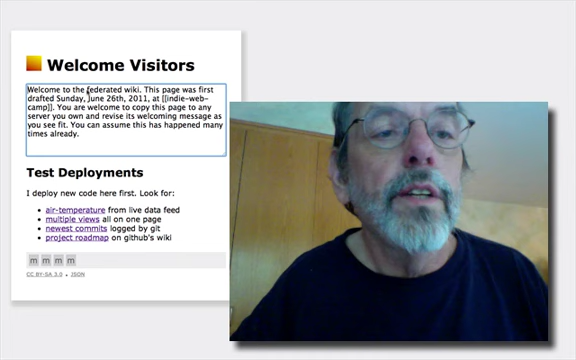 Welcome Visitors
Welcome to the federated wiki. This page was first
drafted Sunday, June 26th, 2011, at [[indie-web-
camp]]. You are welcome to copy this page to any
server you own and revise its welcoming message as
you see fit. You can assume this has happened many
times already.
Test Deployments
I deploy new code here first. Look for:
air-temperature from live data feed
multiple views all on one page
newest commits logged by git
project roadmap on github's wiki
m m m m
CC BY-SA 3.0 . JSON